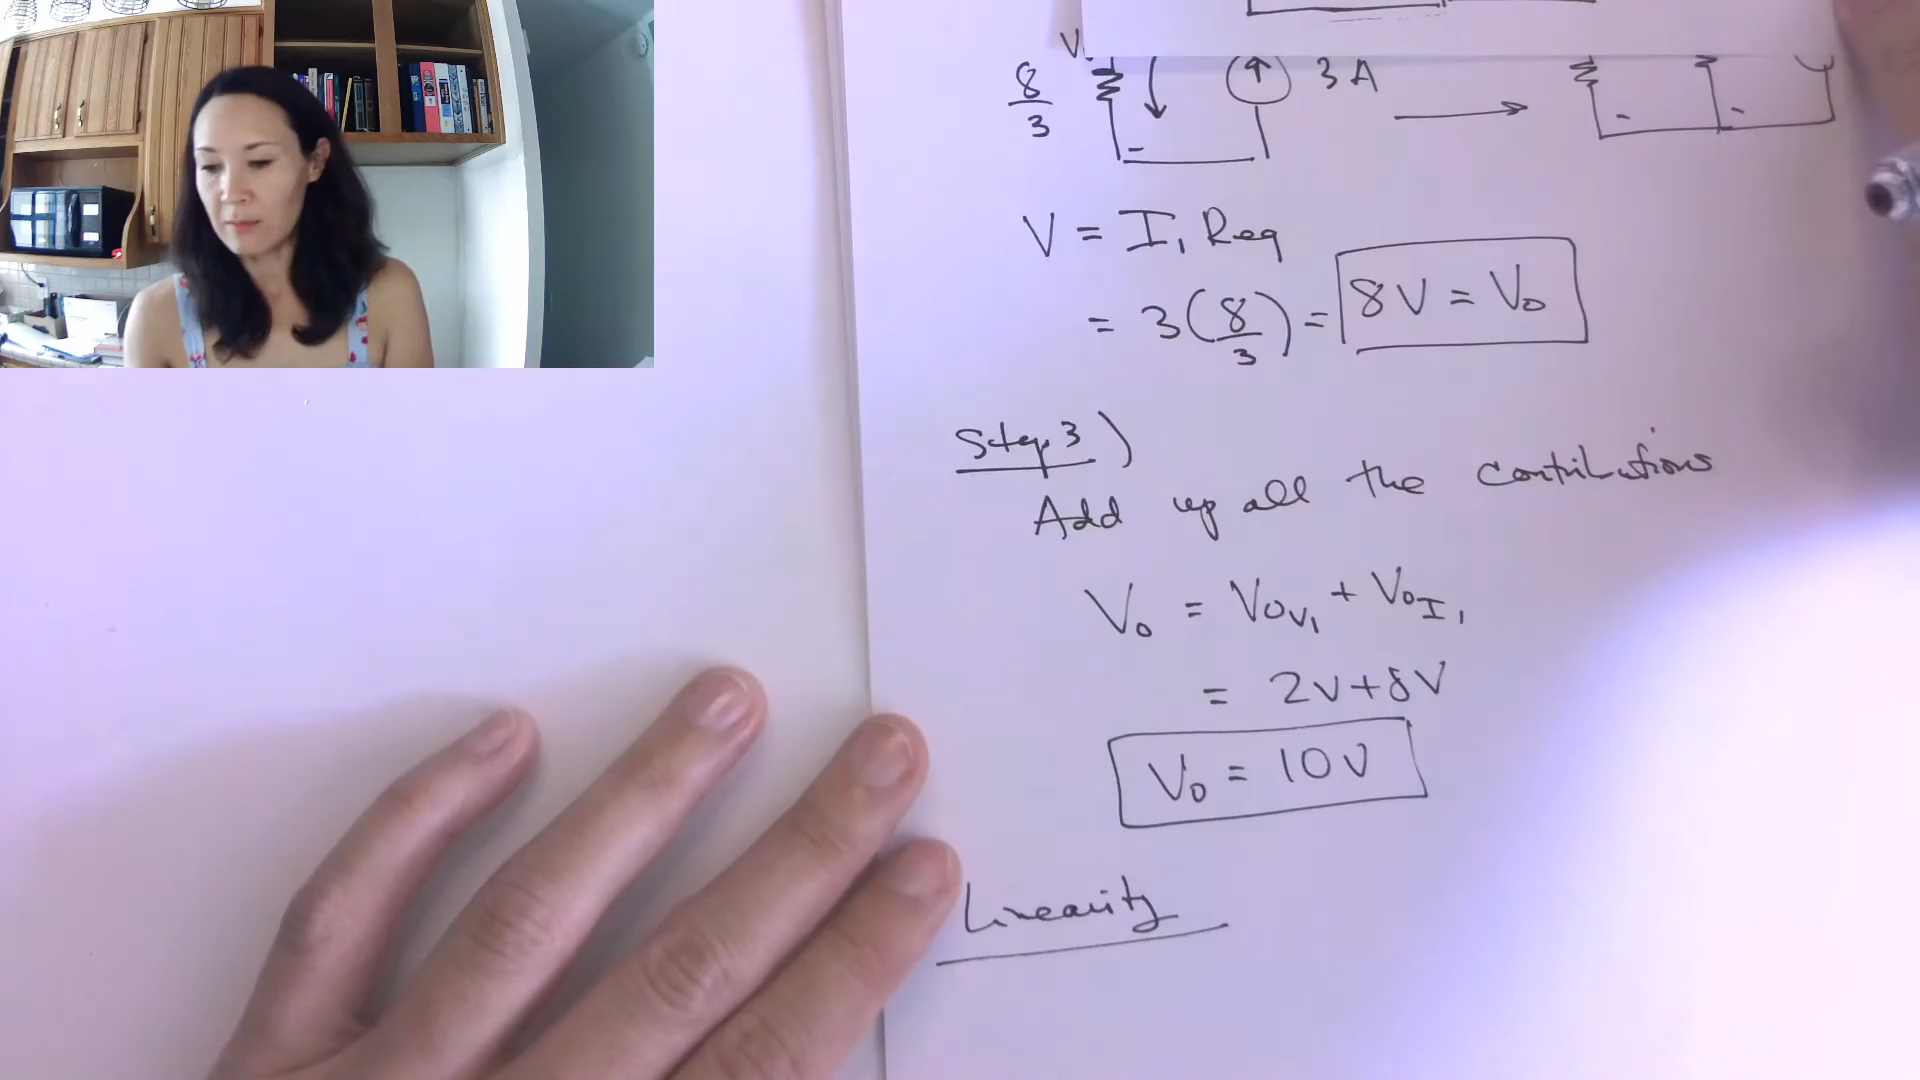 V
8/3
3 A
-
-
-
V = I₁ Req
= 3(8/3) = 8V = V₀
Step 3)
Add up all the contributions
V₀ = V₀V₁ + V₀I₁
= 2V + 8V
V₀ = 10V
Linearity